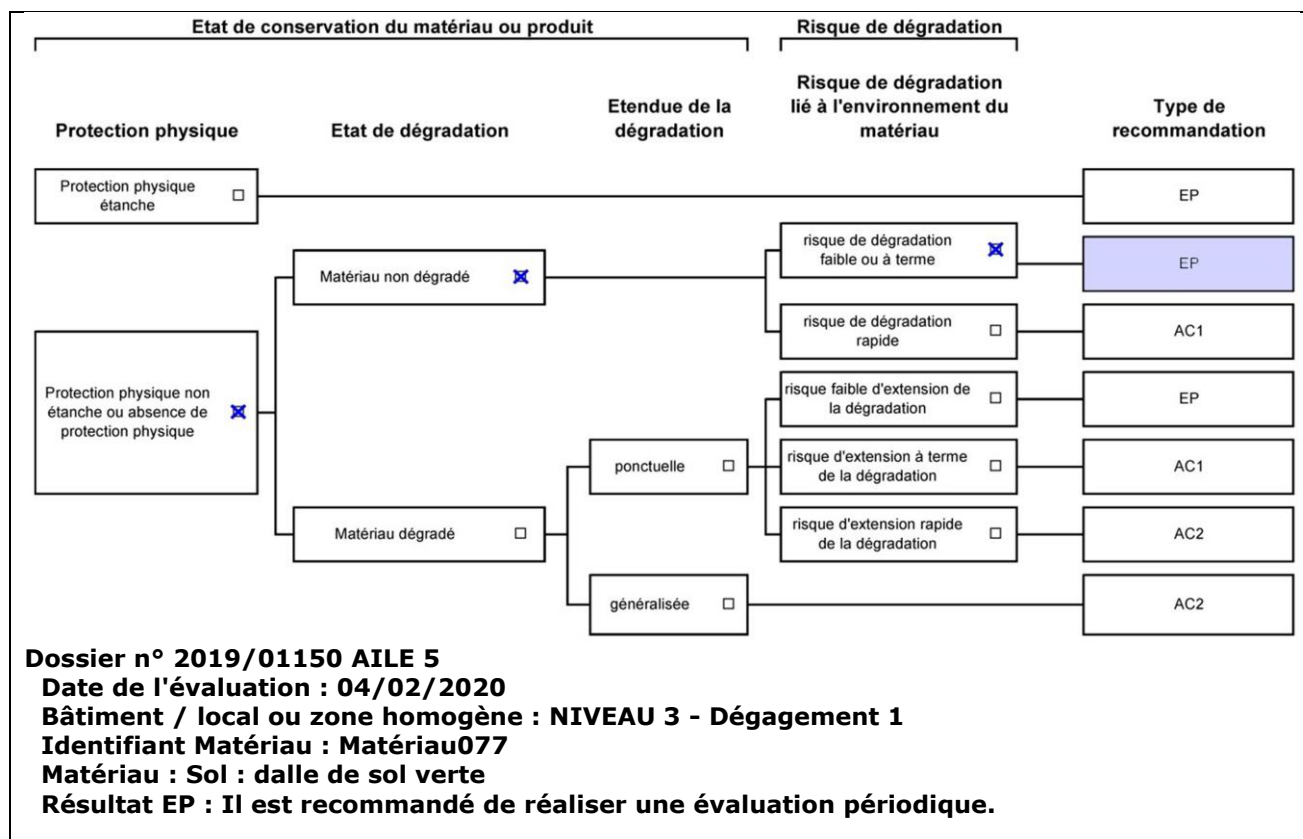 Etat de conservation du matériau ou produit
Risque de dégradation
Protection physique
Etat de dégradation
Etendue de la
dégradation
Risque de dégradation
lié à l'environnement du
matériau
Type de
recommandation
Protection physique
étanche
EP
Protection physique non
étanche ou absence de
protection physique
Matériau non dégradé
risque de dégradation
faible ou à terme
EP
risque de dégradation
rapide
AC1
Matériau dégradé
ponctuelle
risque faible d'extension de
la dégradation
EP
risque d'extension à terme
de la dégradation
AC1
risque d'extension rapide
de la dégradation
AC2
généralisée
AC2
Dossier n° 2019/01150 AILE 5
Date de l'évaluation : 04/02/2020
Bâtiment / local ou zone homogène : NIVEAU 3 - Dégagement 1
Identifiant Matériau : Matériau077
Matériau : Sol : dalle de sol verte
Résultat EP : Il est recommandé de réaliser une évaluation périodique.